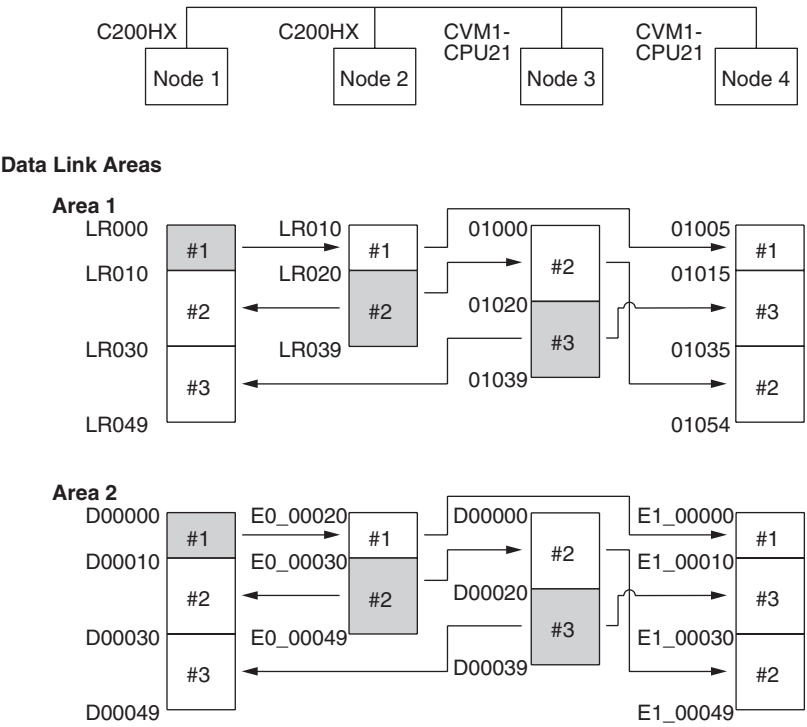 C200HX
C200HX
CVM1-
CPU21
CVM1-
CPU21
Node 1
Node 2
Node 3
Node 4
Data Link Areas
Area 1
LR000
LR010
01000
01005
#1
#1
#2
#1
LR010
LR020
01015
#2
#2
01020
#3
#3
LR030
LR039
01035
#3
01039
#2
LR049
01054
Area 2
D00000
E0_00020
D00000
E1_00000
#1
#1
#2
#1
D00010
E0_00030
E1_00010
#2
#2
D00020
#3
#3
D00030
E0_00049
E1_00030
#3
D00039
#2
D00049
E1_00049